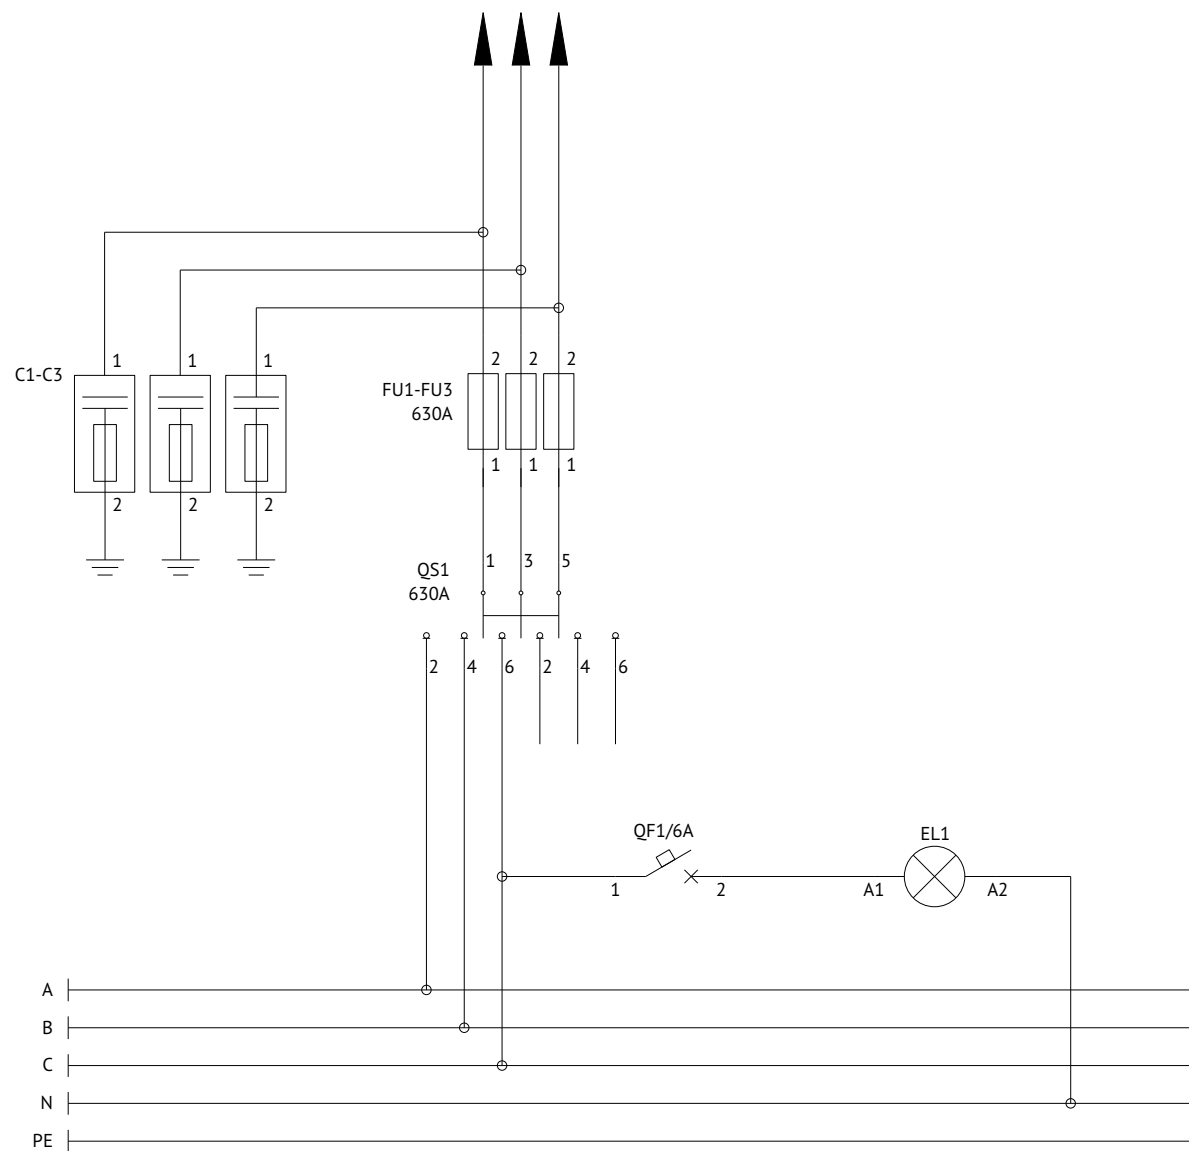 1 1 1
C1-C3
2 2 2
FU1-FU3
630A
2 2 2
1 1 1
QS1
630A
1 3 5
2 4 6 2 4 6
QF1/6A
EL1
1 2 A1 A2
A
B
C
N
PE